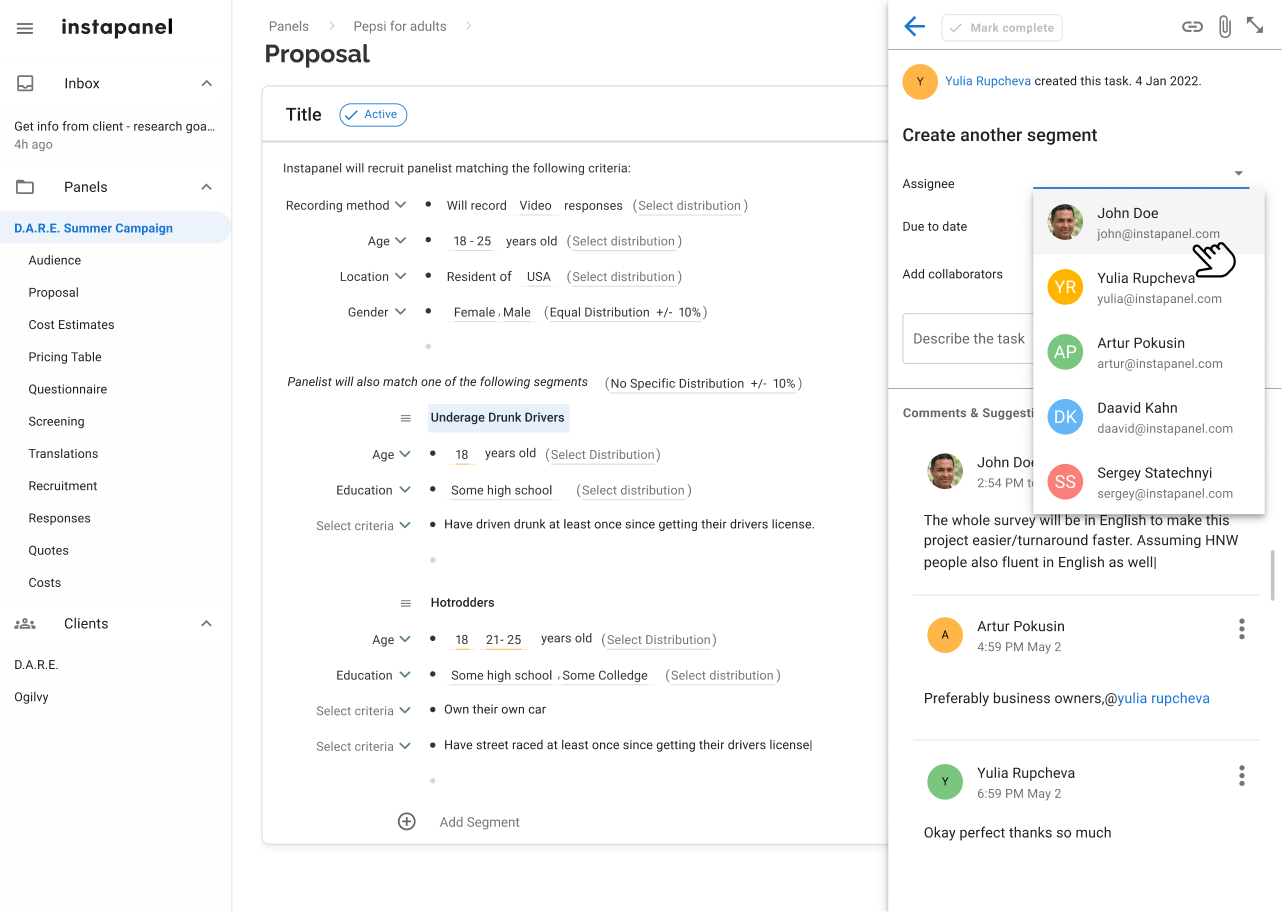 instapanel
Inbox
Get info from client - research goa...
4h ago
Panels
D.A.R.E. Summer Campaign
Audience
Proposal
Cost Estimates
Pricing Table
Questionnaire
Screening
Translations
Recruitment
Responses
Quotes
Costs
Clients
D.A.R.E.
Ogilvy
Panels > Pepsi for adults >
Proposal
Title Active
Instapanel will recruit panelist matching the following criteria:
Recording method • Will record Video responses (Select distribution)
Age • 18 - 25 years old (Select distribution)
Location • Resident of USA (Select distribution)
Gender • Female, Male (Equal Distribution +/- 10%)
Panelist will also match one of the following segments (No Specific Distribution +/- 10%)
Underage Drunk Drivers
Age • 18 years old (Select Distribution)
Education • Some high school (Select distribution)
Select criteria • Have driven drunk at least once since getting their drivers license.
Hotrodders
Age • 18 21- 25 years old (Select Distribution)
Education • Some high school, Some Colledge (Select distribution)
Select criteria • Own their own car
Select criteria • Have street raced at least once since getting their drivers license|
Add Segment
Mark complete
Y Yulia Rupcheva created this task. 4 Jan 2022.
Create another segment
Assignee
Due to date
Add collaborators
Describe the task
John Doe
john@instapanel.com
YR Yulia Rupcheva
yulia@instapanel.com
AP Artur Pokusin
artur@instapanel.com
DK Daavid Kahn
daavid@instapanel.com
SS Sergey Statechnyi
sergey@instapanel.com
Comments & Suggesti
John Doe
2:54 PM
The whole survey will be in English to make this
project easier/turnaround faster. Assuming HNW
people also fluent in English as well|
A Artur Pokusin
4:59 PM May 2
Preferably business owners,@yulia rupcheva
Y Yulia Rupcheva
6:59 PM May 2
Okay perfect thanks so much